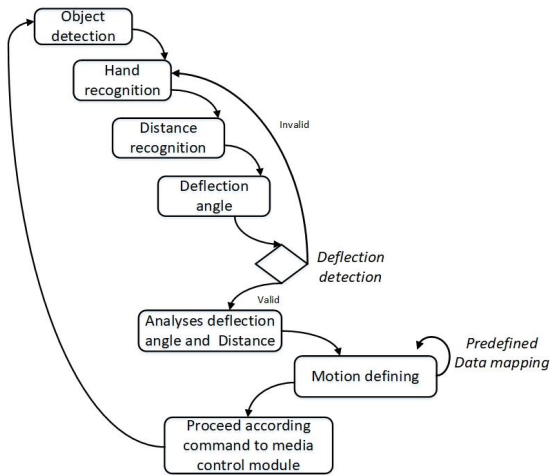 Object
detection
Hand
recognition
Invalid
Distance
recognition
Deflection
angle
Deflection
detection
Valid
Analyses deflection
angle and Distance
Predefined
Data mapping
Motion defining
Proceed according
command to media
control module